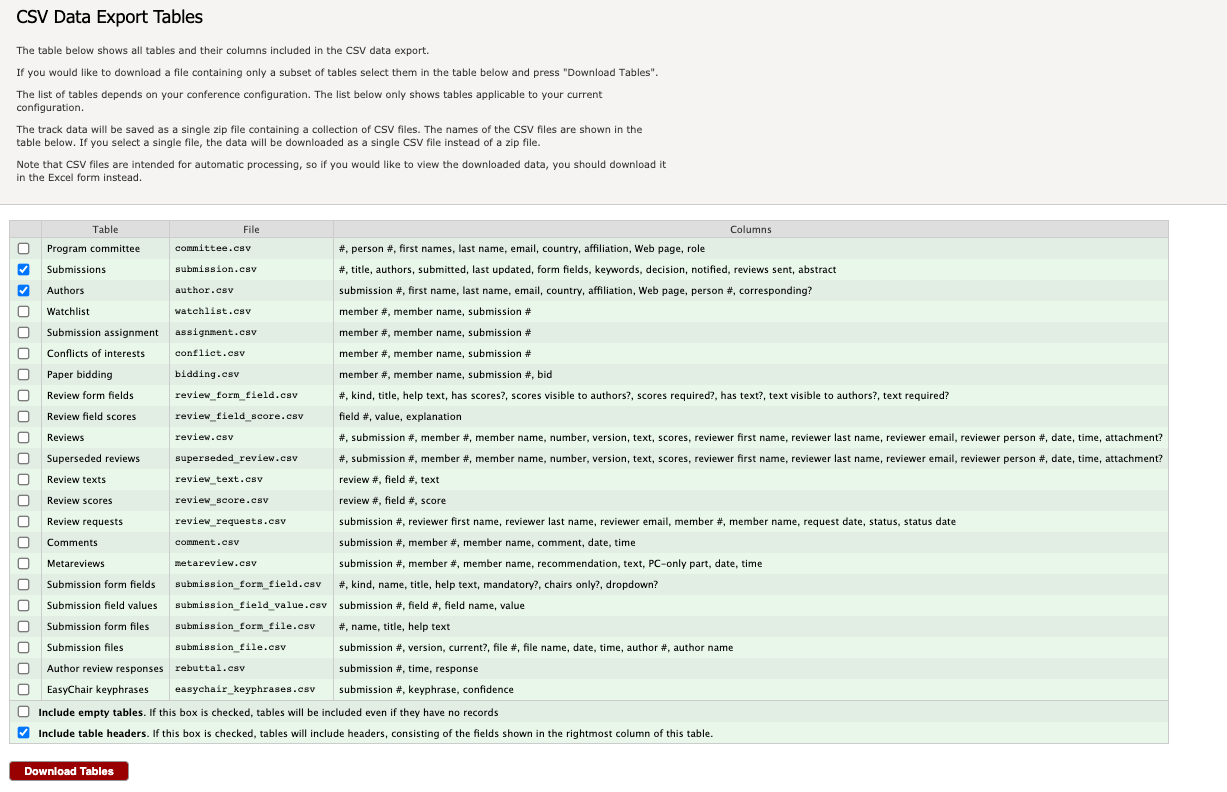 CSV Data Export Tables
The table below shows all tables and their columns included in the CSV data export.
If you would like to download a file containing only a subset of tables select them in the table below and press "Download Tables".
The list of tables depends on your conference configuration. The list below only shows tables applicable to your current
configuration.
The track data will be saved as a single zip file containing a collection of CSV files. The names of the CSV files are shown in the
table below. If you select a single file, the data will be downloaded as a single CSV file instead of a zip file.
Note that CSV files are intended for automatic processing, so if you would like to view the downloaded data, you should download it
in the Excel form instead.
Table File Columns
Program committee committee.csv #, person #, first names, last name, email, country, affiliation, Web page, role
Submissions submission.csv #, title, authors, submitted, last updated, form fields, keywords, decision, notified, reviews sent, abstract
Authors author.csv submission #, first name, last name, email, country, affiliation, Web page, person #, corresponding?
Watchlist watchlist.csv member #, member name, submission #
Submission assignment assignment.csv member #, member name, submission #
Conflicts of interests conflict.csv member #, member name, submission #
Paper bidding bidding.csv member #, member name, submission #, bid
Review form fields review_form_field.csv #, kind, title, help text, has scores?, scores visible to authors?, scores required?, has text?, text visible to authors?, text required?
Review field scores review_field_score.csv field #, value, explanation
Reviews review.csv #, submission #, member #, member name, number, version, text, scores, reviewer first name, reviewer last name, reviewer email, reviewer person #, date, time, attachment?
Superseded reviews superseded_review.csv #, submission #, member #, member name, number, version, text, scores, reviewer first name, reviewer last name, reviewer email, reviewer person #, date, time, attachment?
Review texts review_text.csv review #, field #, text
Review scores review_score.csv review #, field #, score
Review requests review_requests.csv submission #, reviewer first name, reviewer last name, reviewer email, member #, member name, request date, status, status date
Comments comment.csv submission #, member #, member name, comment, date, time
Metareviews metareview.csv submission #, member #, member name, recommendation, text, PC-only part, date, time
Submission form fields submission_form_field.csv #, kind, name, title, help text, mandatory?, chairs only?, dropdown?
Submission field values submission_field_value.csv submission #, field #, field name, value
Submission form files submission_form_file.csv #, name, title, help text
Submission files submission_file.csv submission #, version, current?, file #, file name, date, time, author #, author name
Author review responses rebuttal.csv submission #, time, response
EasyChair keyphrases easychair_keyphrases.csv submission #, keyphrase, confidence
Include empty tables. If this box is checked, tables will be included even if they have no records
Include table headers. If this box is checked, tables will include headers, consisting of the fields shown in the rightmost column of this table.
Download Tables